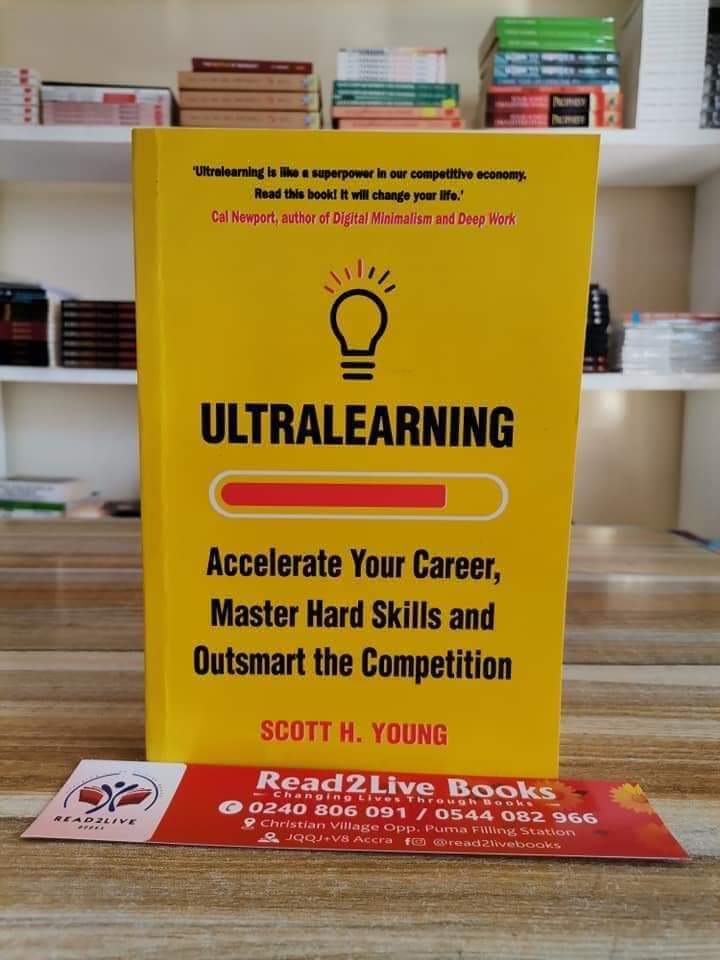 PROPHECY
PROPHECY
'Ultralearning is like a superpower in our competitive economy.
Read this book! It will change your life.'
Cal Newport, author of Digital Minimalism and Deep Work
ULTRALEARNING
Accelerate Your Career,
Master Hard Skills and
Outsmart the Competition
SCOTT H. YOUNG
READ2LIVE
BOOKS
Read2Live Books
Changing Lives Through Books
0240 806 091 / 0544 082 966
Christian Village Opp. Puma Filling Station
JQQJ+V8 Accra f @read2livebooks